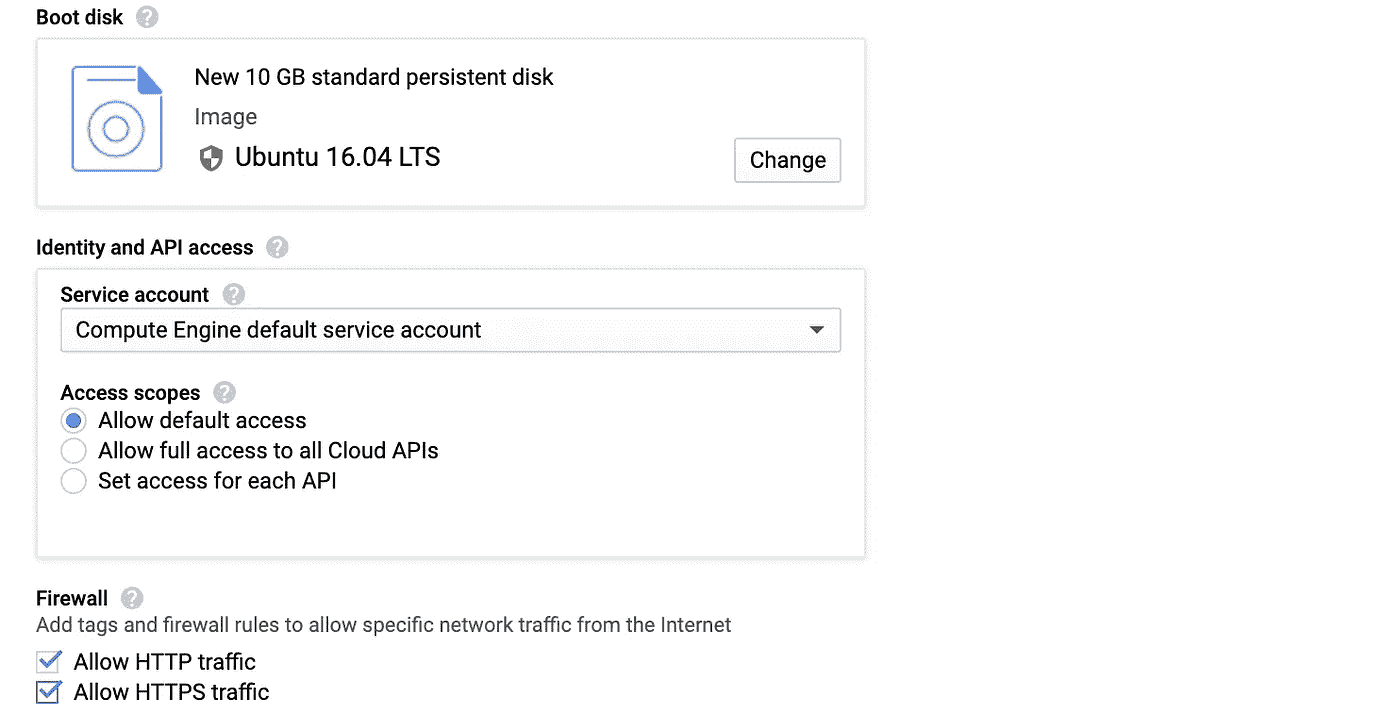 Boot disk ?
New 10 GB standard persistent disk
Image
Ubuntu 16.04 LTS
Change
Identity and API access ?
Service account ?
Compute Engine default service account
Access scopes ?
Allow default access
Allow full access to all Cloud APIs
Set access for each API
Firewall ?
Add tags and firewall rules to allow specific network traffic from the Internet
Allow HTTP traffic
Allow HTTPS traffic